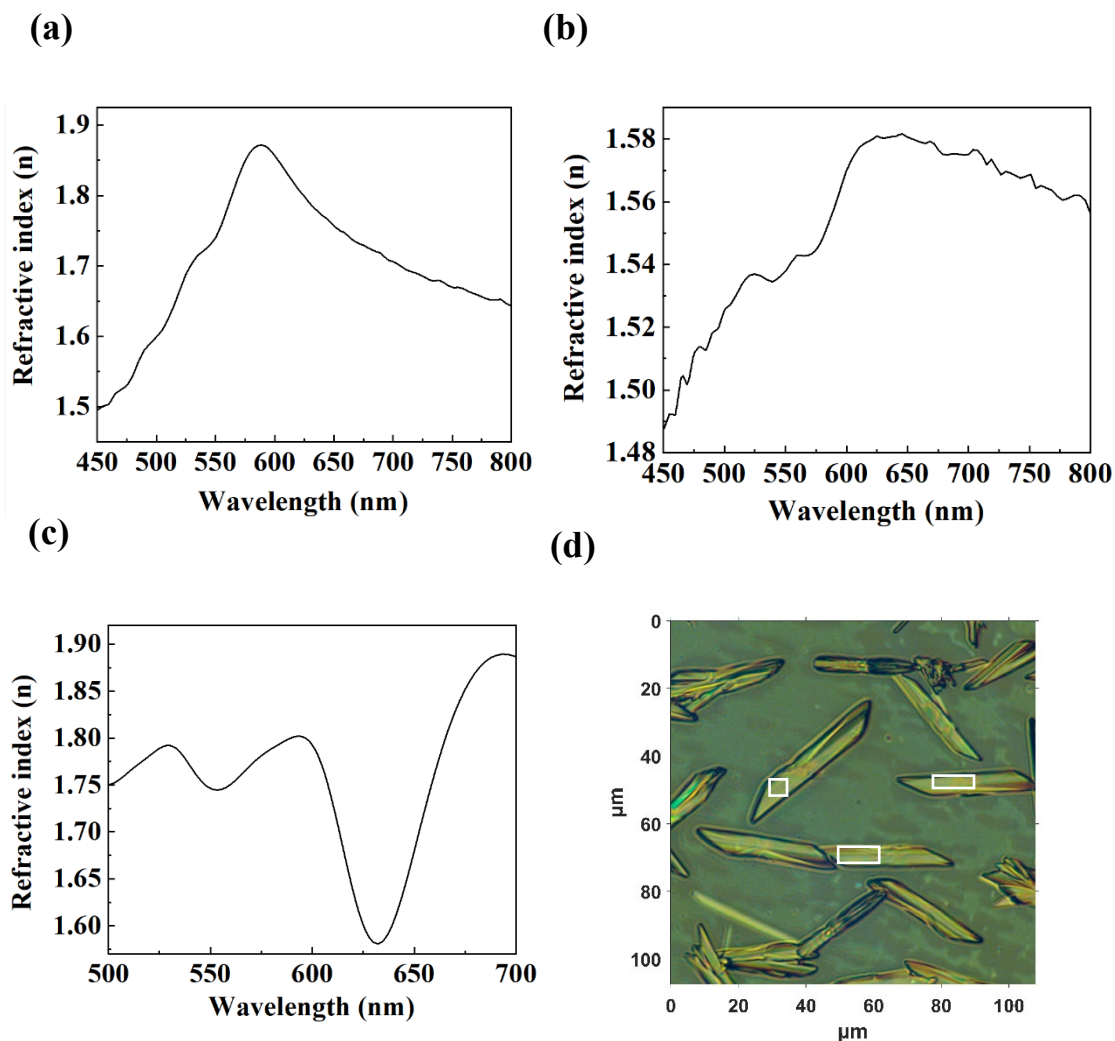 (a)
(b)
Refractive index (n)
1.9
1.8
1.7
1.6
1.5
450 500 550 600 650 700 750 800
Wavelength (nm)
Refractive index (n)
1.58
1.56
1.54
1.52
1.50
1.48
450 500 550 600 650 700 750 800
Wavelength (nm)
(c)
(d)
Refractive index (n)
1.90
1.85
1.80
1.75
1.70
1.65
1.60
500 550 600 650 700
Wavelength (nm)
µm
0
20
40
60
80
100
0 20 40 60 80 100
µm